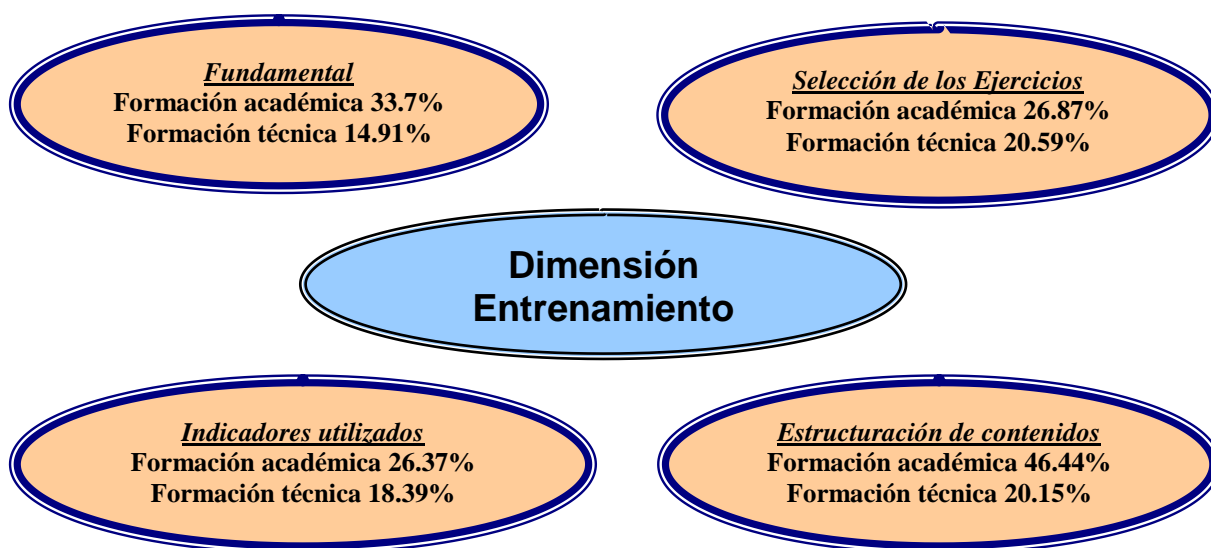 Fundamental
Formación académica 33.7%
Formación técnica 14.91%
Selección de los Ejercicios
Formación académica 26.87%
Formación técnica 20.59%
Dimensión
Entrenamiento
Indicadores utilizados
Formación académica 26.37%
Formación técnica 18.39%
Estructuración de contenidos
Formación académica 46.44%
Formación técnica 20.15%